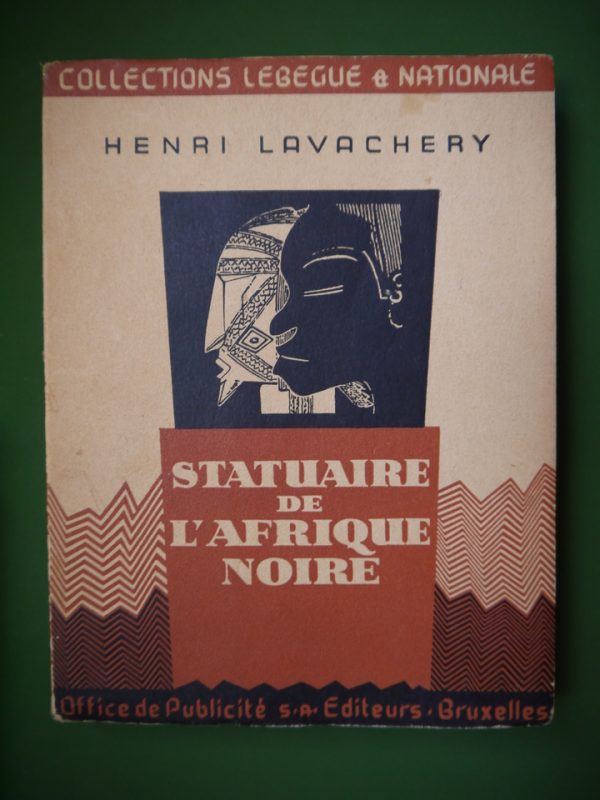 COLLECTIONS LEBEGUE & NATIONALE
HENRI LAVACHERY
STATUAIRE
DE
L'AFRIQUE
NOIRE
Office de Publicité S.A. Editeurs. Bruxelles